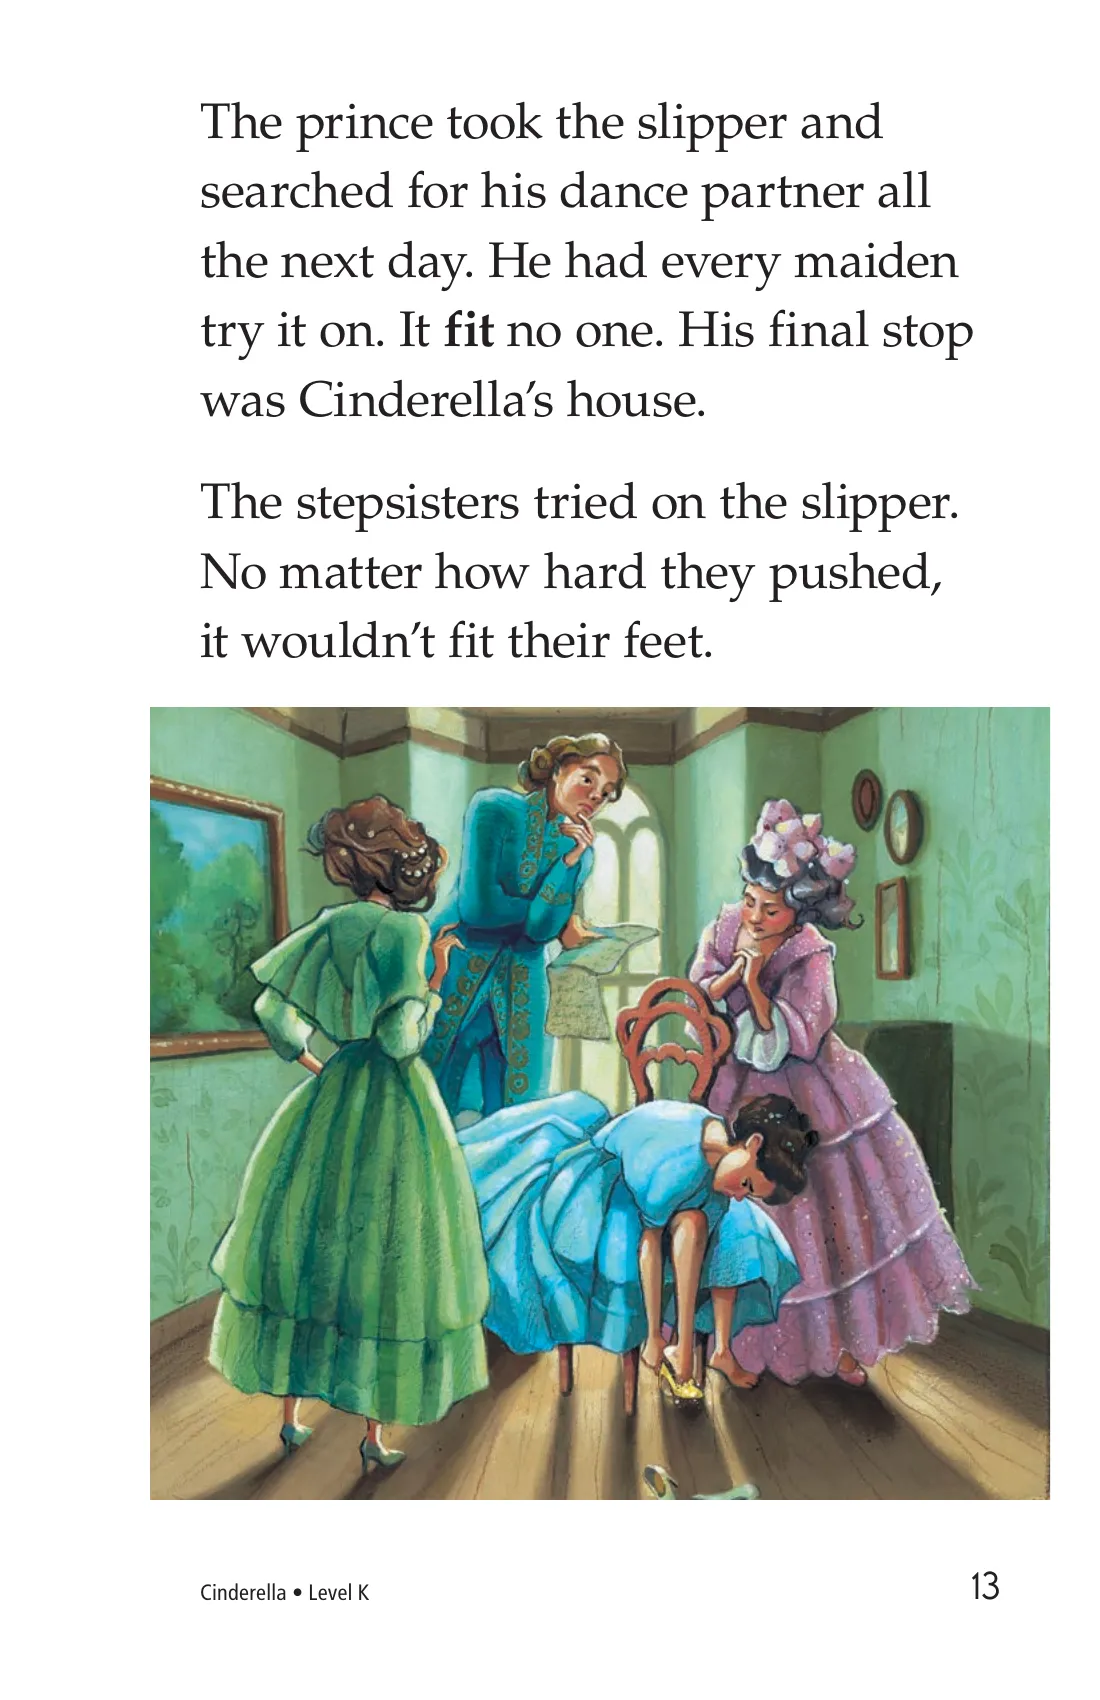 The prince took the slipper and
searched for his dance partner all
the next day. He had every maiden
try it on. It fit no one. His final stop
was Cinderella’s house.
The stepsisters tried on the slipper.
No matter how hard they pushed,
it wouldn’t fit their feet.
Cinderella • Level K
13